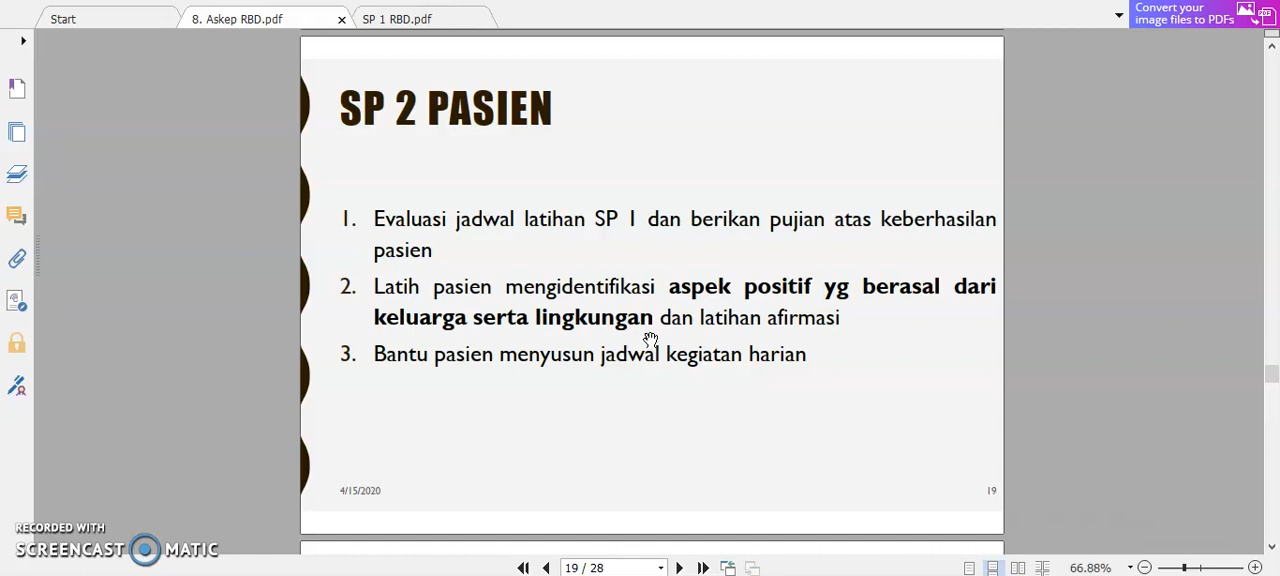 Start
8. Askep RBD.pdf
SP 1 RBD.pdf
Convert your
image files to PDFs
SP 2 PASIEN
1. Evaluasi jadwal latihan SP 1 dan berikan pujian atas keberhasilan
pasien
2. Latih pasien mengidentifikasi aspek positif yg berasal dari
keluarga serta lingkungan dan latihan afirmasi
3. Bantu pasien menyusun jadwal kegiatan harian
4/15/2020
19
RECORDED WITH
SCREENCAST MATIC
19 / 28
66.88%